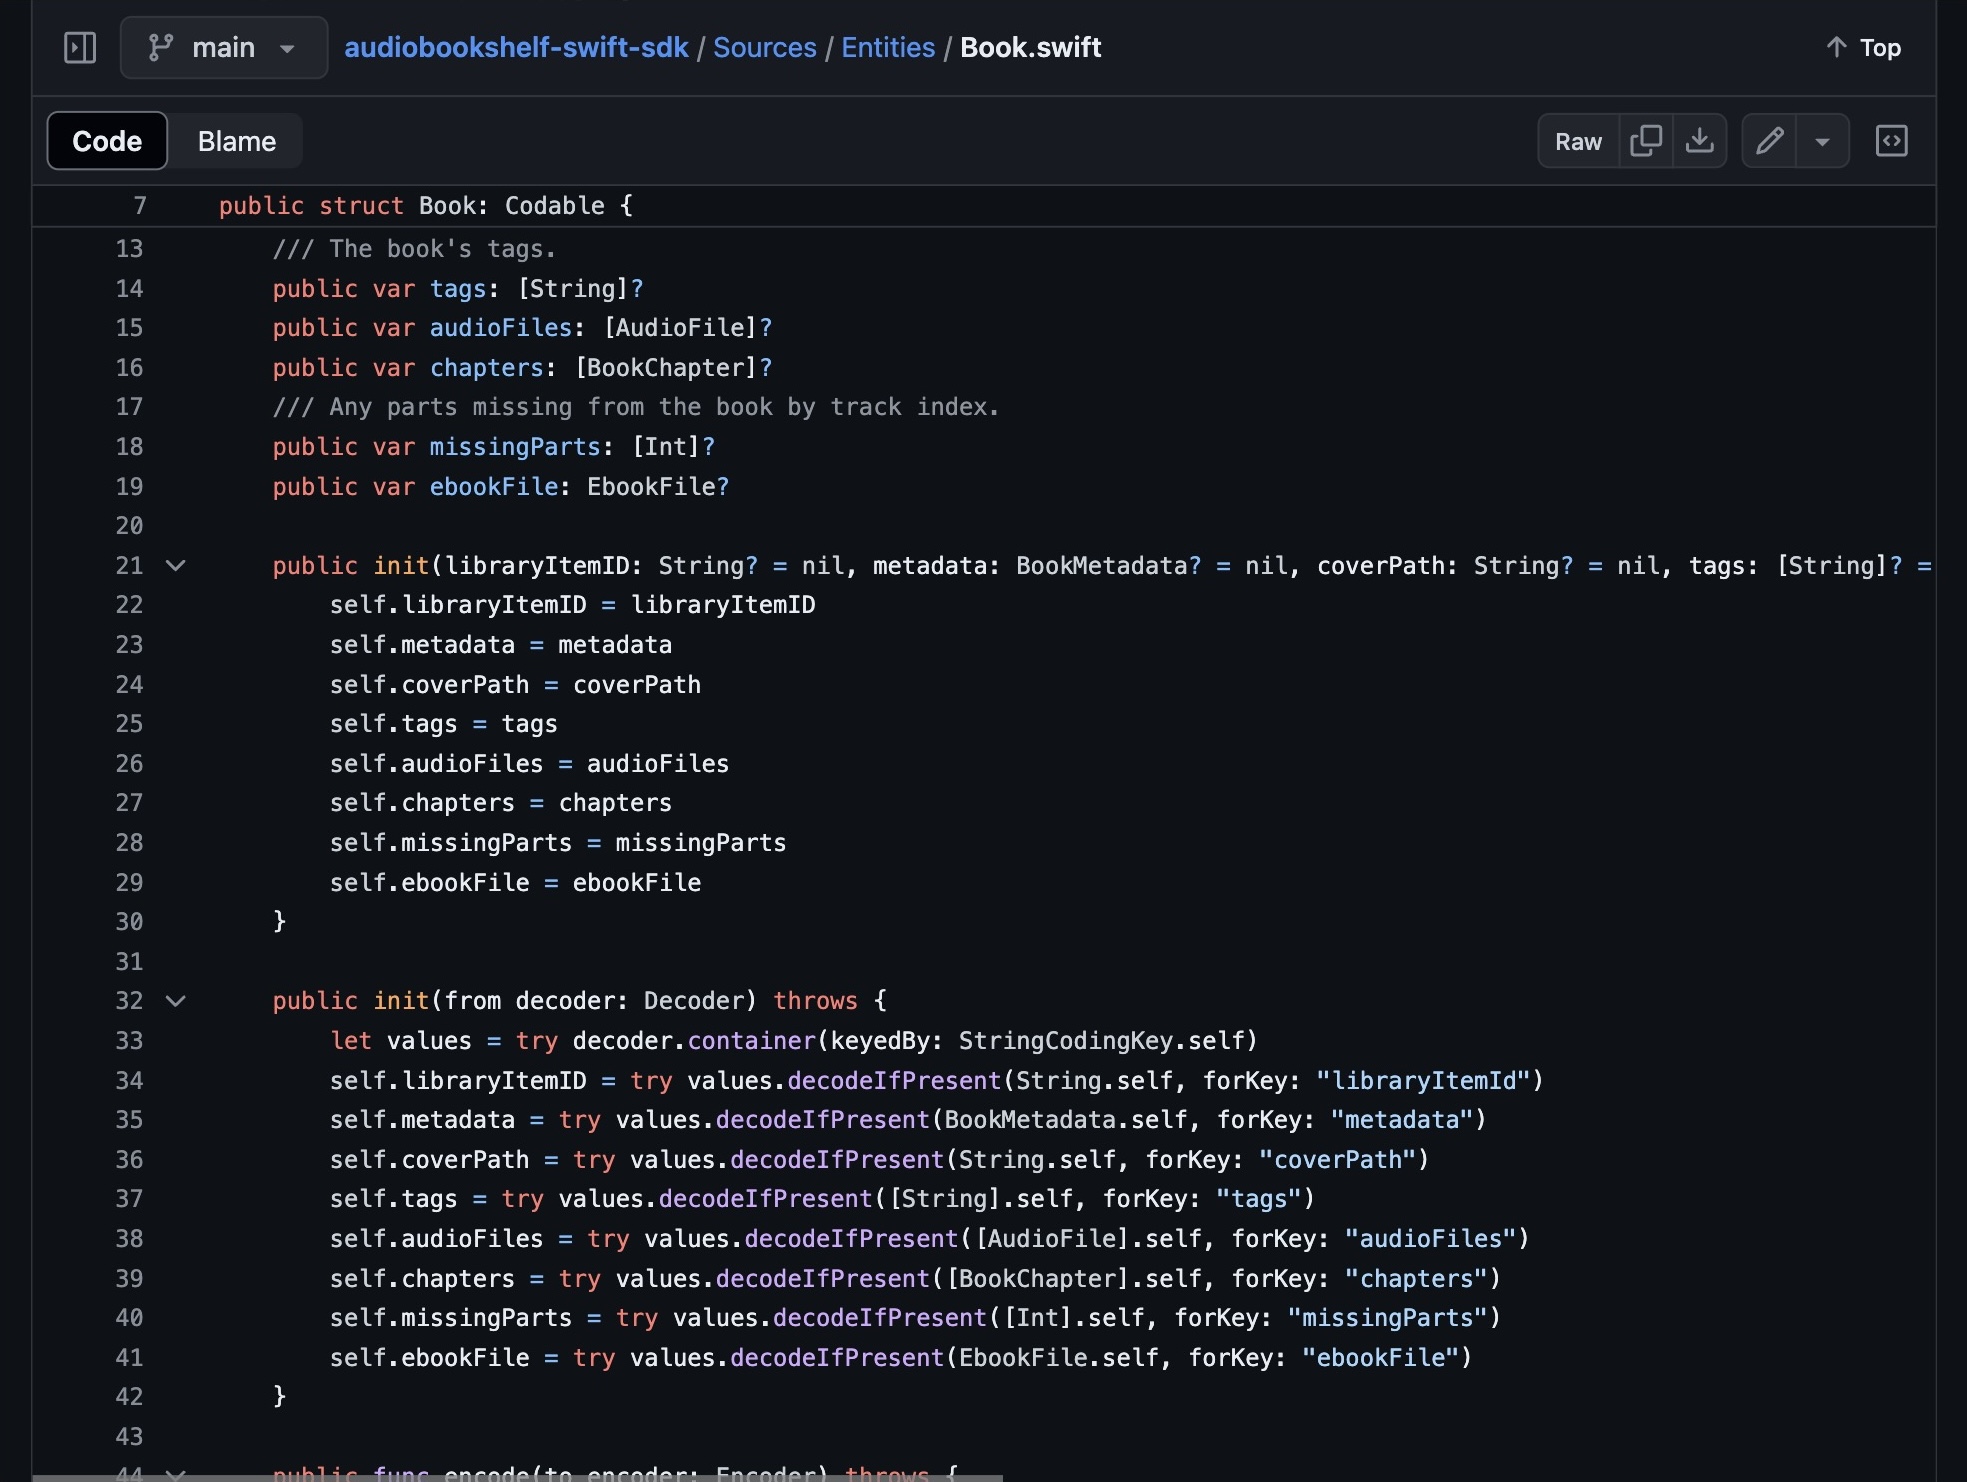 main audiobookshelf-swift-sdk / Sources / Entities / Book.swift Top
Code Blame Raw
7 public struct Book: Codable {
13 /// The book's tags.
14 public var tags: [String]?
15 public var audioFiles: [AudioFile]?
16 public var chapters: [BookChapter]?
17 /// Any parts missing from the book by track index.
18 public var missingParts: [Int]?
19 public var ebookFile: EbookFile?
20
21 public init(libraryItemID: String? = nil, metadata: BookMetadata? = nil, coverPath: String? = nil, tags: [String]? =
22 self.libraryItemID = libraryItemID
23 self.metadata = metadata
24 self.coverPath = coverPath
25 self.tags = tags
26 self.audioFiles = audioFiles
27 self.chapters = chapters
28 self.missingParts = missingParts
29 self.ebookFile = ebookFile
30 }
31
32 public init(from decoder: Decoder) throws {
33 let values = try decoder.container(keyedBy: StringCodingKey.self)
34 self.libraryItemID = try values.decodeIfPresent(String.self, forKey: "libraryItemId")
35 self.metadata = try values.decodeIfPresent(BookMetadata.self, forKey: "metadata")
36 self.coverPath = try values.decodeIfPresent(String.self, forKey: "coverPath")
37 self.tags = try values.decodeIfPresent([String].self, forKey: "tags")
38 self.audioFiles = try values.decodeIfPresent([AudioFile].self, forKey: "audioFiles")
39 self.chapters = try values.decodeIfPresent([BookChapter].self, forKey: "chapters")
40 self.missingParts = try values.decodeIfPresent([Int].self, forKey: "missingParts")
41 self.ebookFile = try values.decodeIfPresent(EbookFile.self, forKey: "ebookFile")
42 }
43
44 public func encode(to encoder: Encoder) throws {